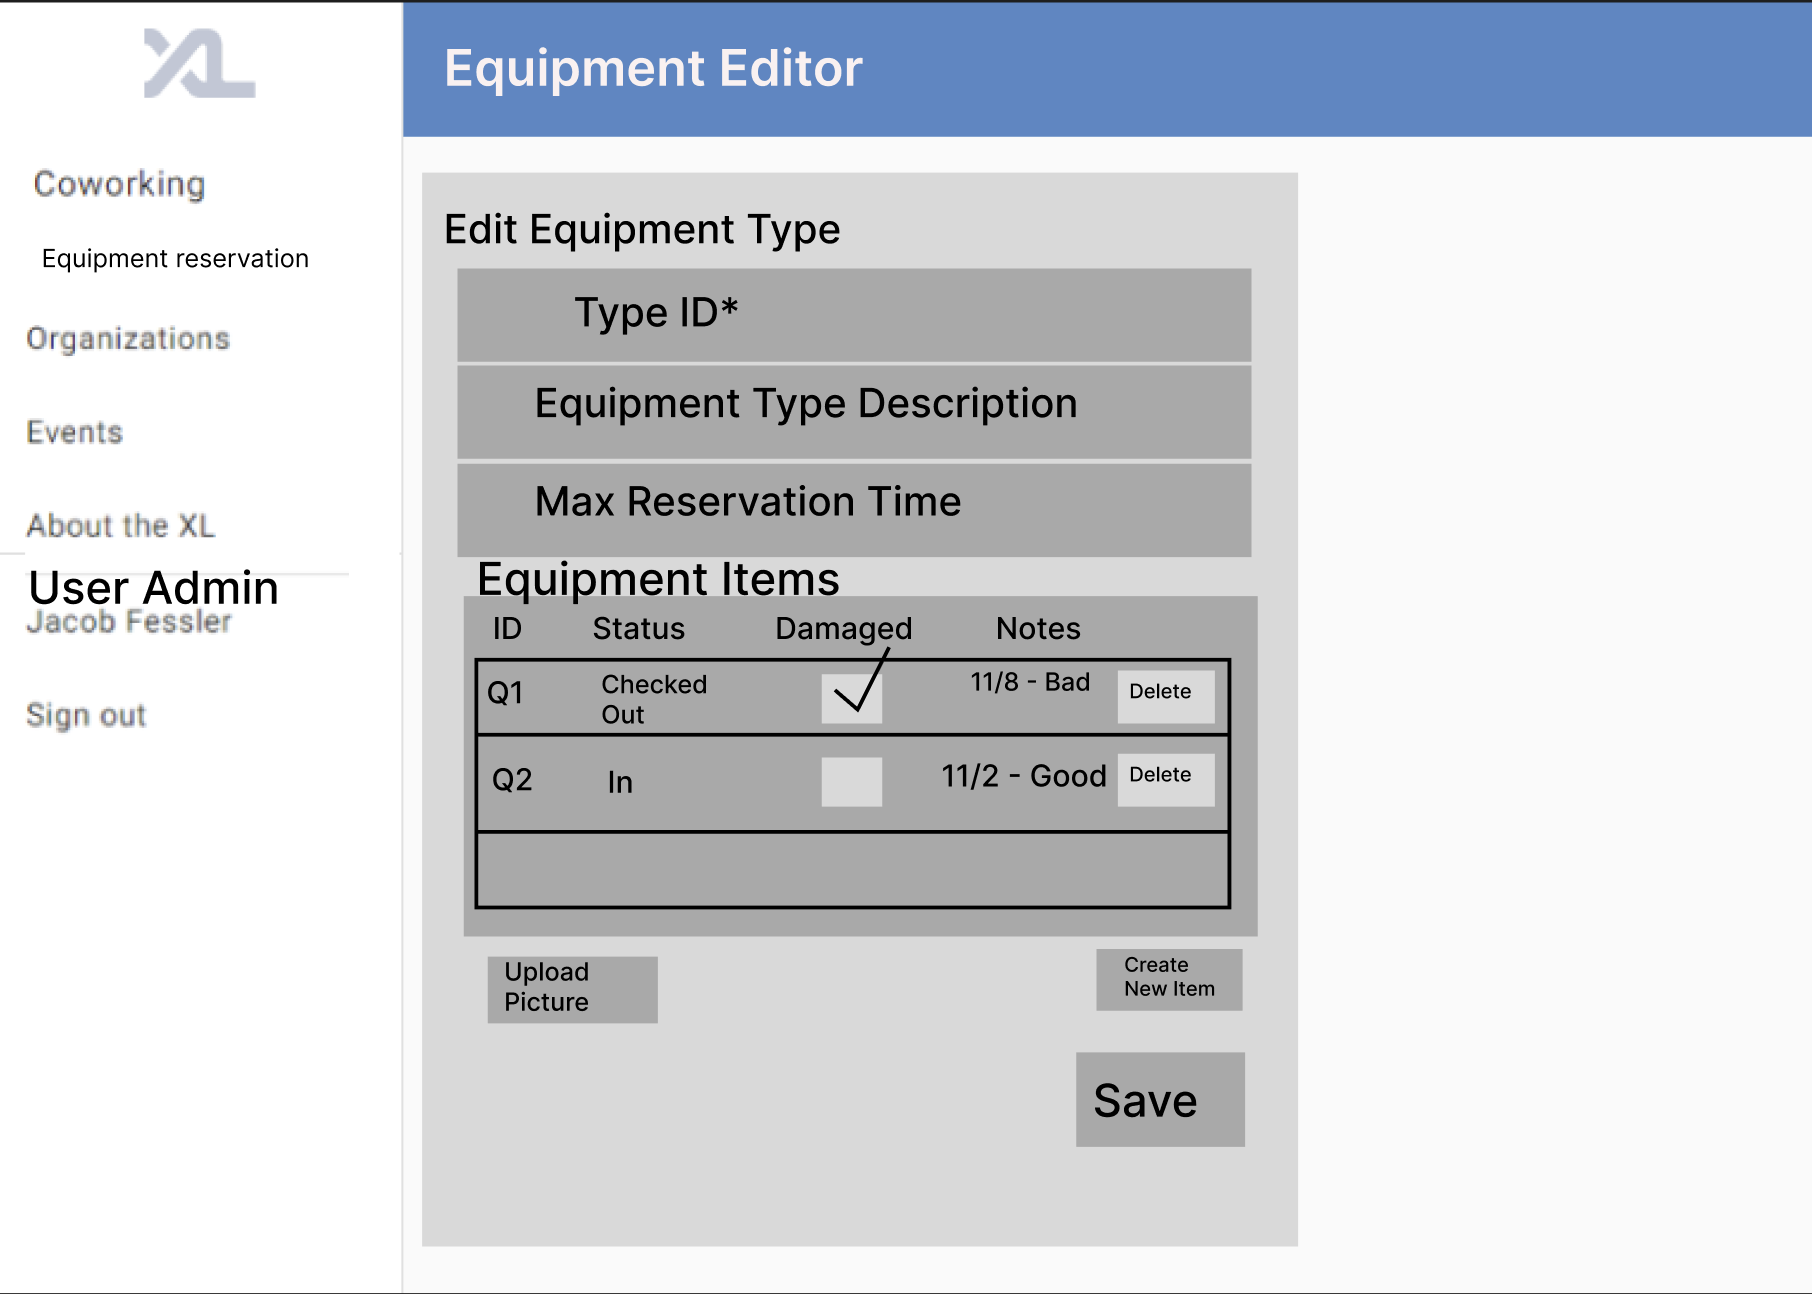 XL
Coworking
Equipment reservation
Organizations
Events
About the XL
User Admin
Jacob Fessler
Sign out
Equipment Editor
Edit Equipment Type
Type ID*
Equipment Type Description
Max Reservation Time
Equipment Items
ID Status Damaged Notes
Q1 Checked Out 11/8 - Bad Delete
Q2 In 11/2 - Good Delete
Upload
Picture
Create
New Item
Save